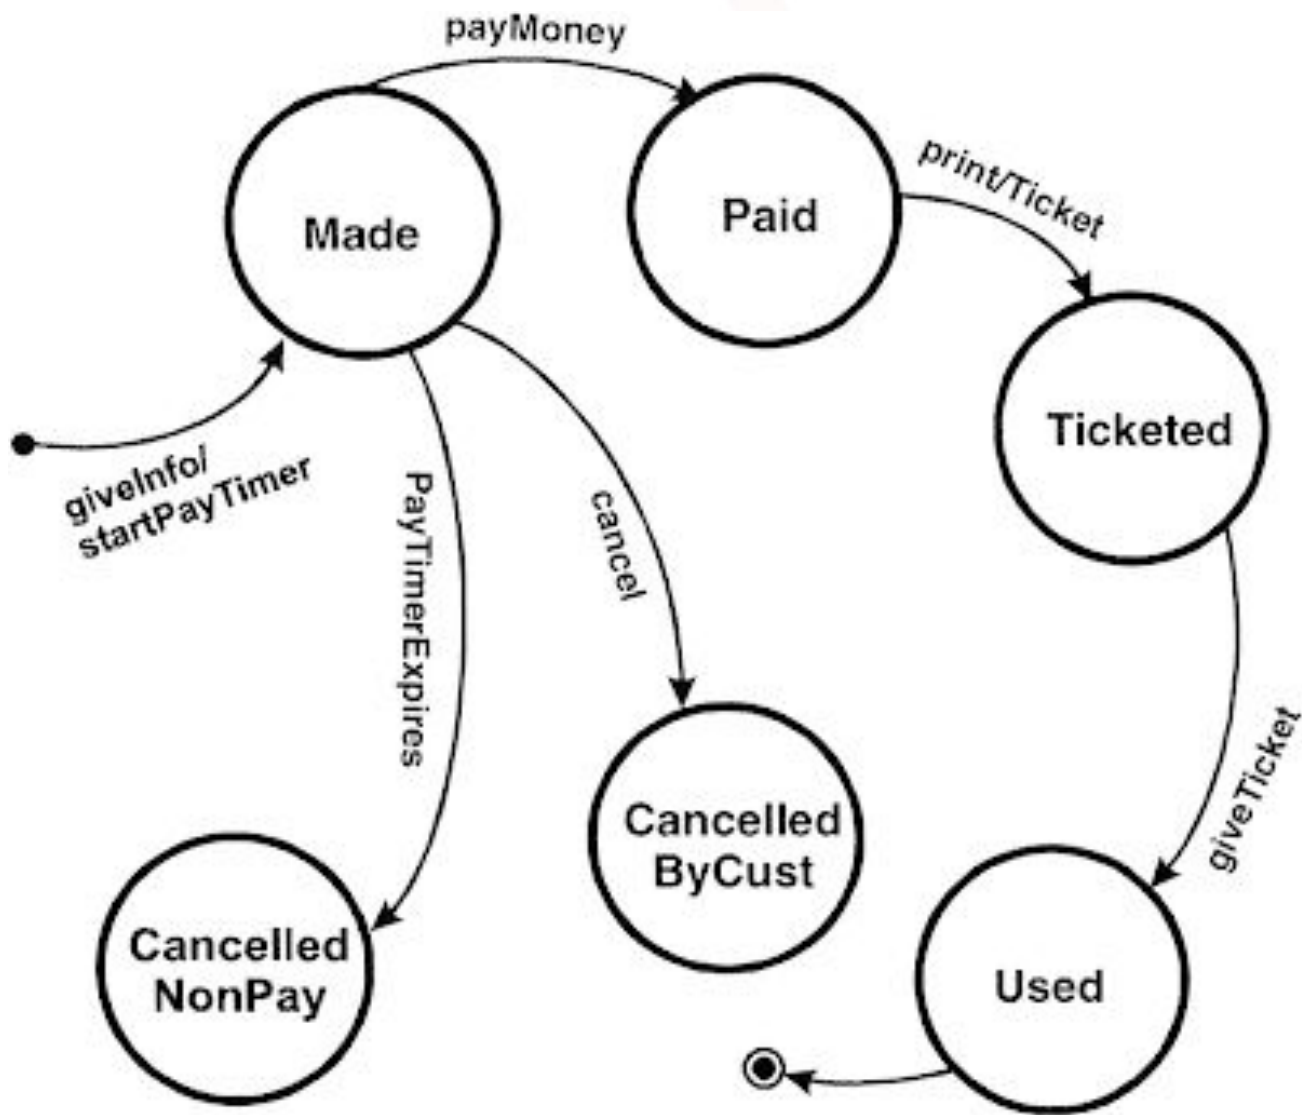 payMoney
Made
Paid
print/Ticket
Ticketed
giveInfo/
startPayTimer
PayTimerExpires
cancel
giveTicket
Cancelled
ByCust
Cancelled
NonPay
Used